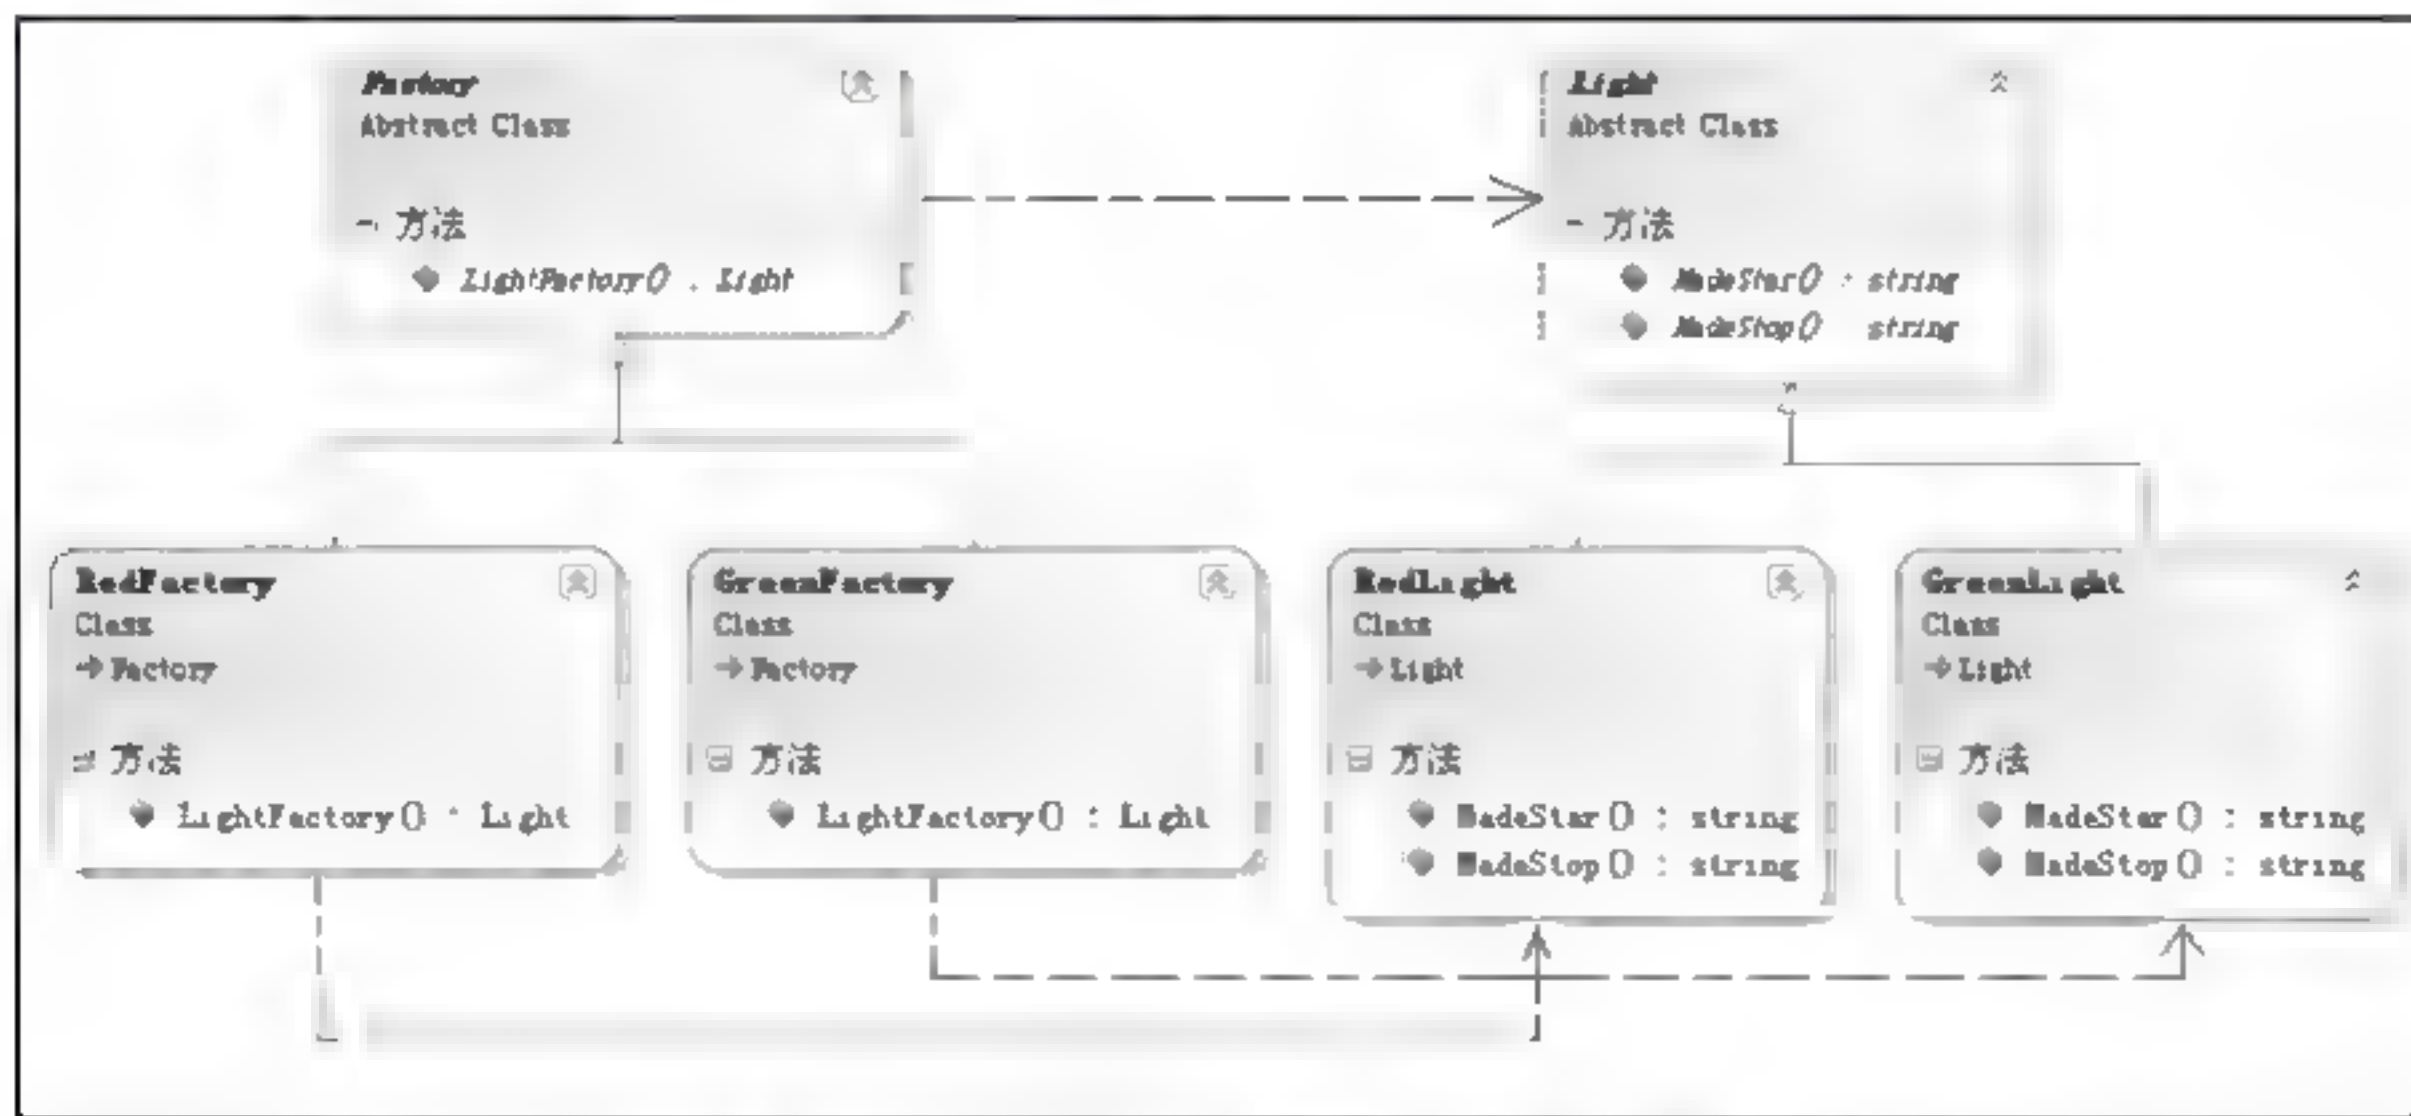 Factory
Abstract Class
方法
LightFactory() : Light
Light
Abstract Class
方法
MadeStar() : string
MadeStop() string
RedFactory
Class
Factory
方法
LightFactory() : Light
GreenFactory
Class
Factory
方法
LightFactory() : Light
RedLight
Class
Light
方法
MadeStar() : string
MadeStop() : string
GreenLight
Class
Light
方法
MadeStar() : string
MadeStop() : string